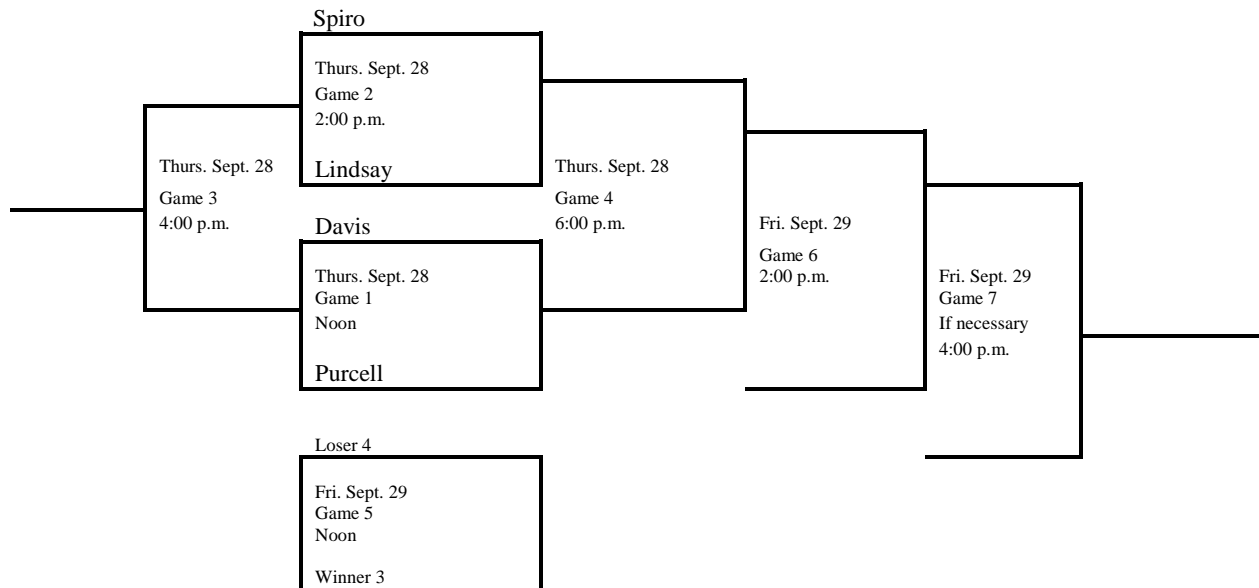 Spiro
Thurs. Sept. 28
Game 2
2:00 p.m.
Lindsay
Thurs. Sept. 28
Game 3
4:00 p.m.
Thurs. Sept. 28
Game 4
6:00 p.m.
Davis
Thurs. Sept. 28
Game 1
Noon
Purcell
Fri. Sept. 29
Game 6
2:00 p.m.
Fri. Sept. 29
Game 7
If necessary
4:00 p.m.
Loser 4
Fri. Sept. 29
Game 5
Noon
Winner 3